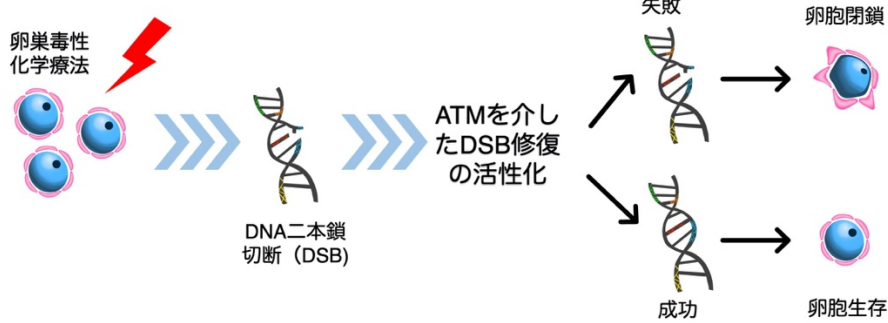 卵巣毒性
化学療法
DNA二本鎖
切断（DSB)
ATMを介し
たDSB修復
の活性化
失敗
卵胞閉鎖
成功
卵胞生存